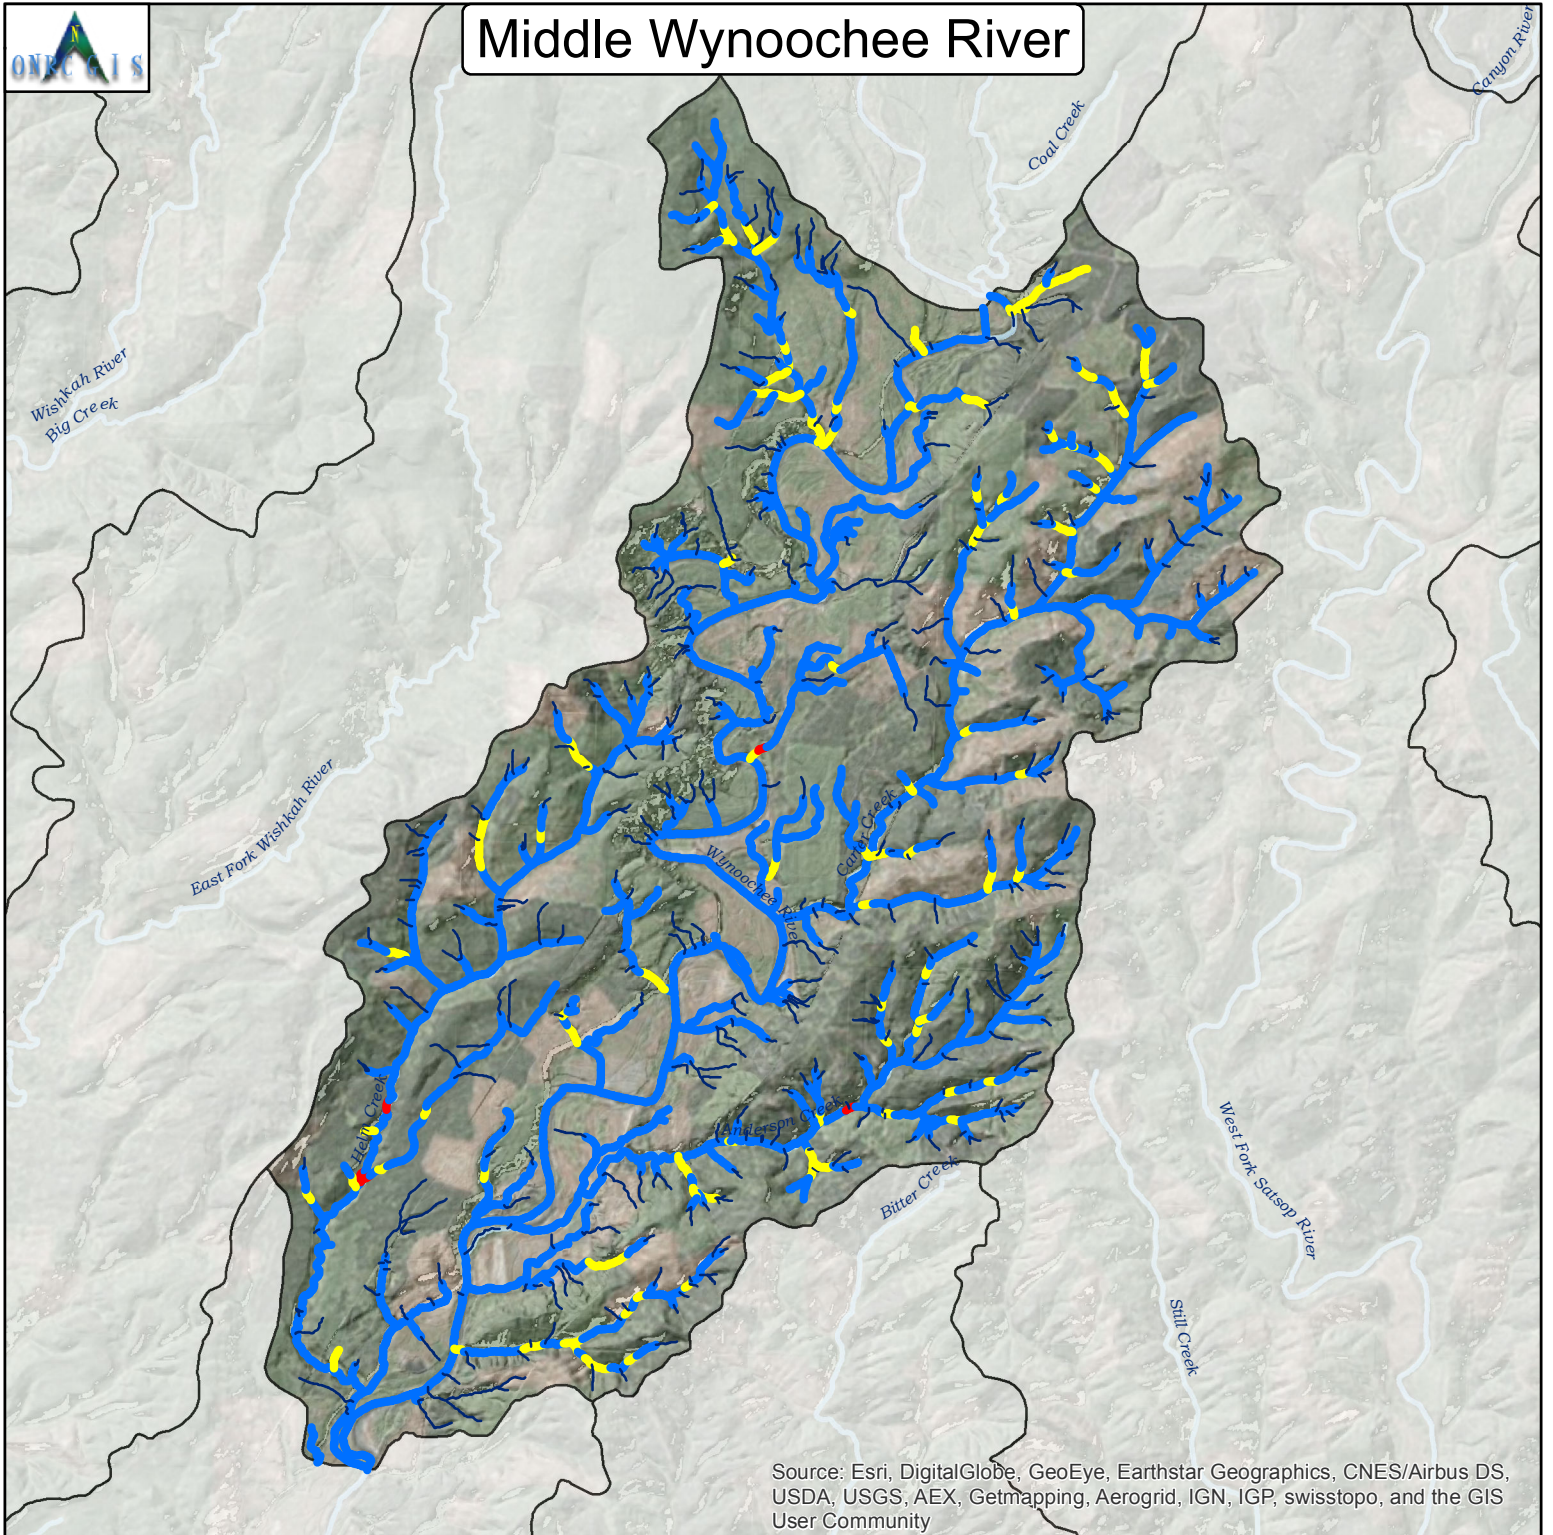 Middle Wynoochee River
N
ONRC GIS
Canyon River
Coal Creek
Wishkah River
Big Creek
East Fork Wishkah River
Wynoochee River
Carter Creek
Helm Creek
Anderson Creek
Bitter Creek
West Fork Satsop River
Still Creek
Source: Esri, DigitalGlobe, GeoEye, Earthstar Geographics, CNES/Airbus DS,
USDA, USGS, AEX, Getmapping, Aerogrid, IGN, IGP, swisstopo, and the GIS
User Community